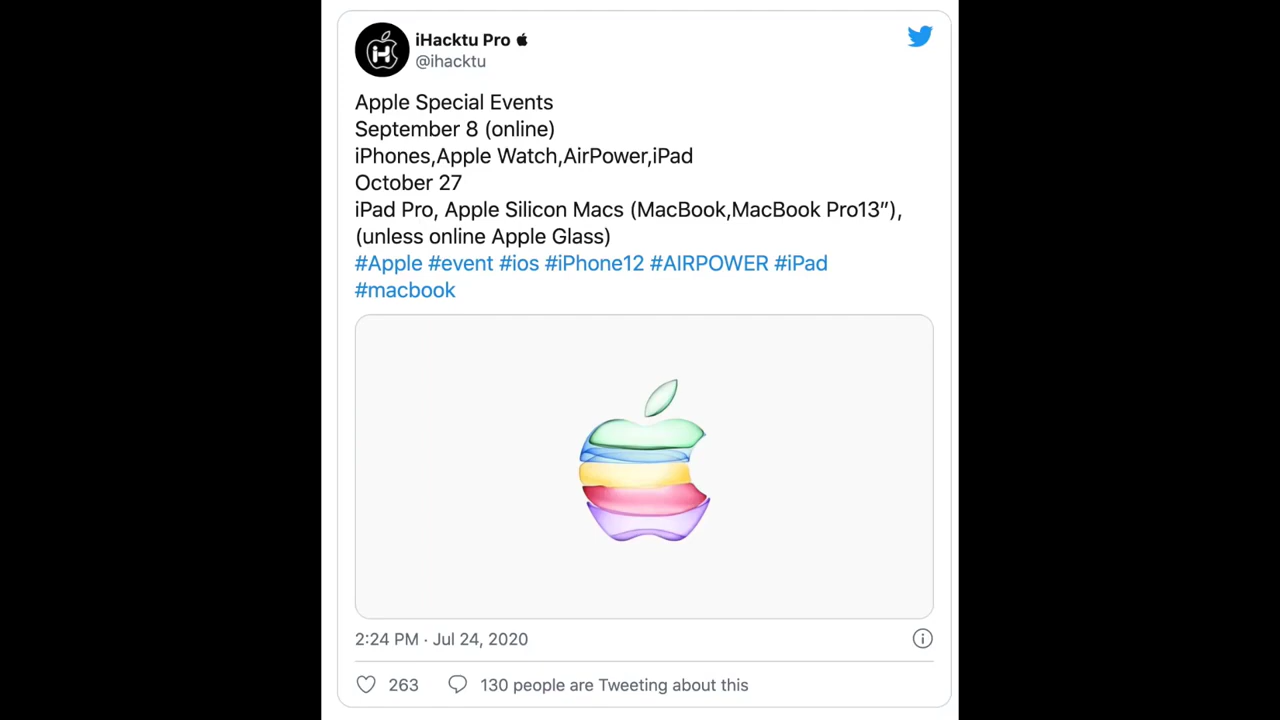 iHacktu Pro 
@ihacktu
Apple Special Events
September 8 (online)
iPhones,Apple Watch,AirPower,iPad
October 27
iPad Pro, Apple Silicon Macs (MacBook,MacBook Pro13”),
(unless online Apple Glass)
#Apple #event #ios #iPhone12 #AIRPOWER #iPad
#macbook
2:24 PM · Jul 24, 2020
263 130 people are Tweeting about this